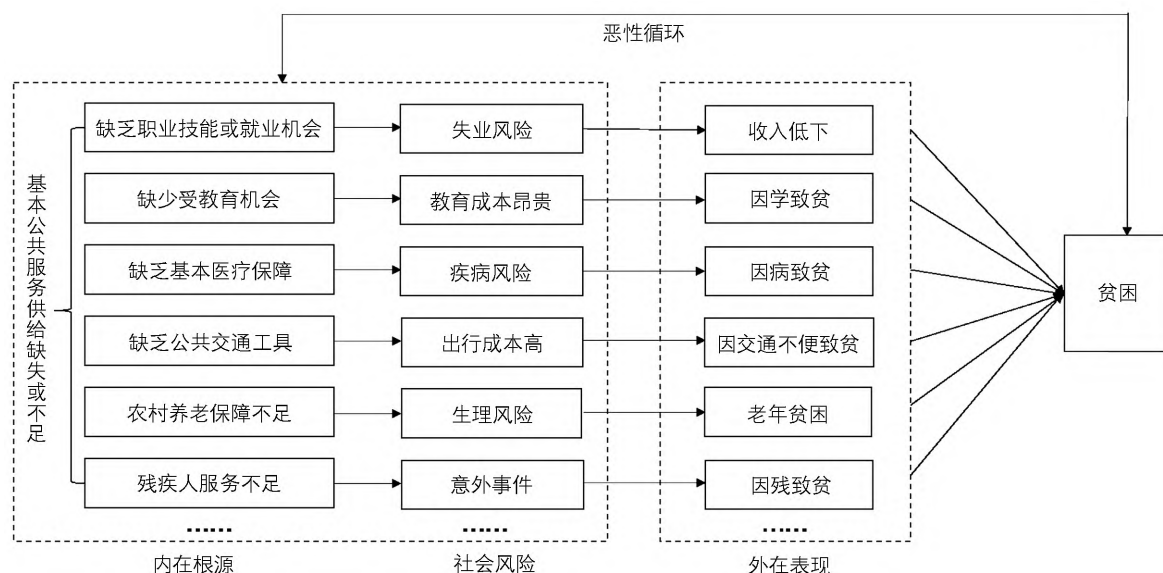 恶性循环
基本公共服务供给缺失或不足
缺乏职业技能或就业机会
失业风险
收入低下
缺少受教育机会
教育成本昂贵
因学致贫
缺乏基本医疗保障
疾病风险
因病致贫
缺乏公共交通工具
出行成本高
因交通不便致贫
农村养老保障不足
生理风险
老年贫困
残疾人服务不足
意外事件
因残致贫
……
……
……
内在根源
社会风险
外在表现
贫困